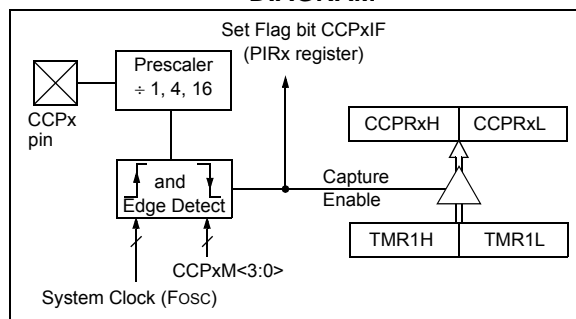 DIAGRAM
Set Flag bit CCPxIF
(PIRx register)
Prescaler
÷ 1, 4, 16
CCPx
pin
CCPRxH CCPRxL
and
Edge Detect
Capture
Enable
TMR1H TMR1L
CCPxM<3:0>
System Clock (FOSC)